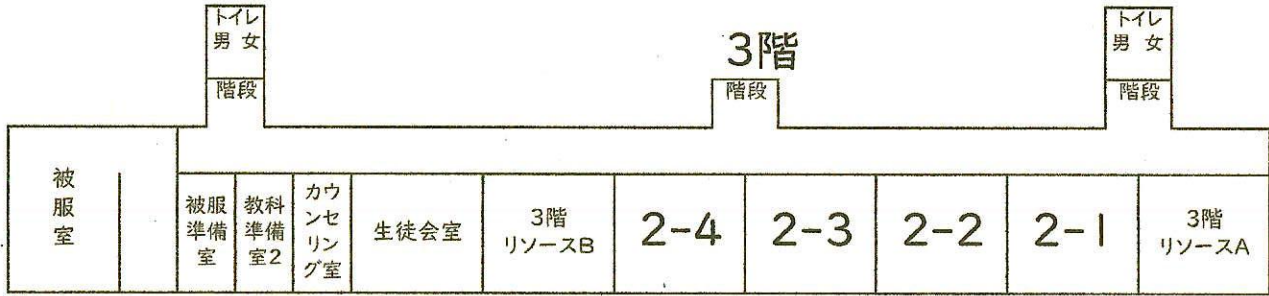 トイレ
男 女
階段
3階
階段
トイレ
男 女
階段
被
服
室
被服
準備
室
教科
準備
室2
カウ
ンセ
リン
グ室
生徒会室
3階
リソースB
2-4
2-3
2-2
2-1
3階
リソースA